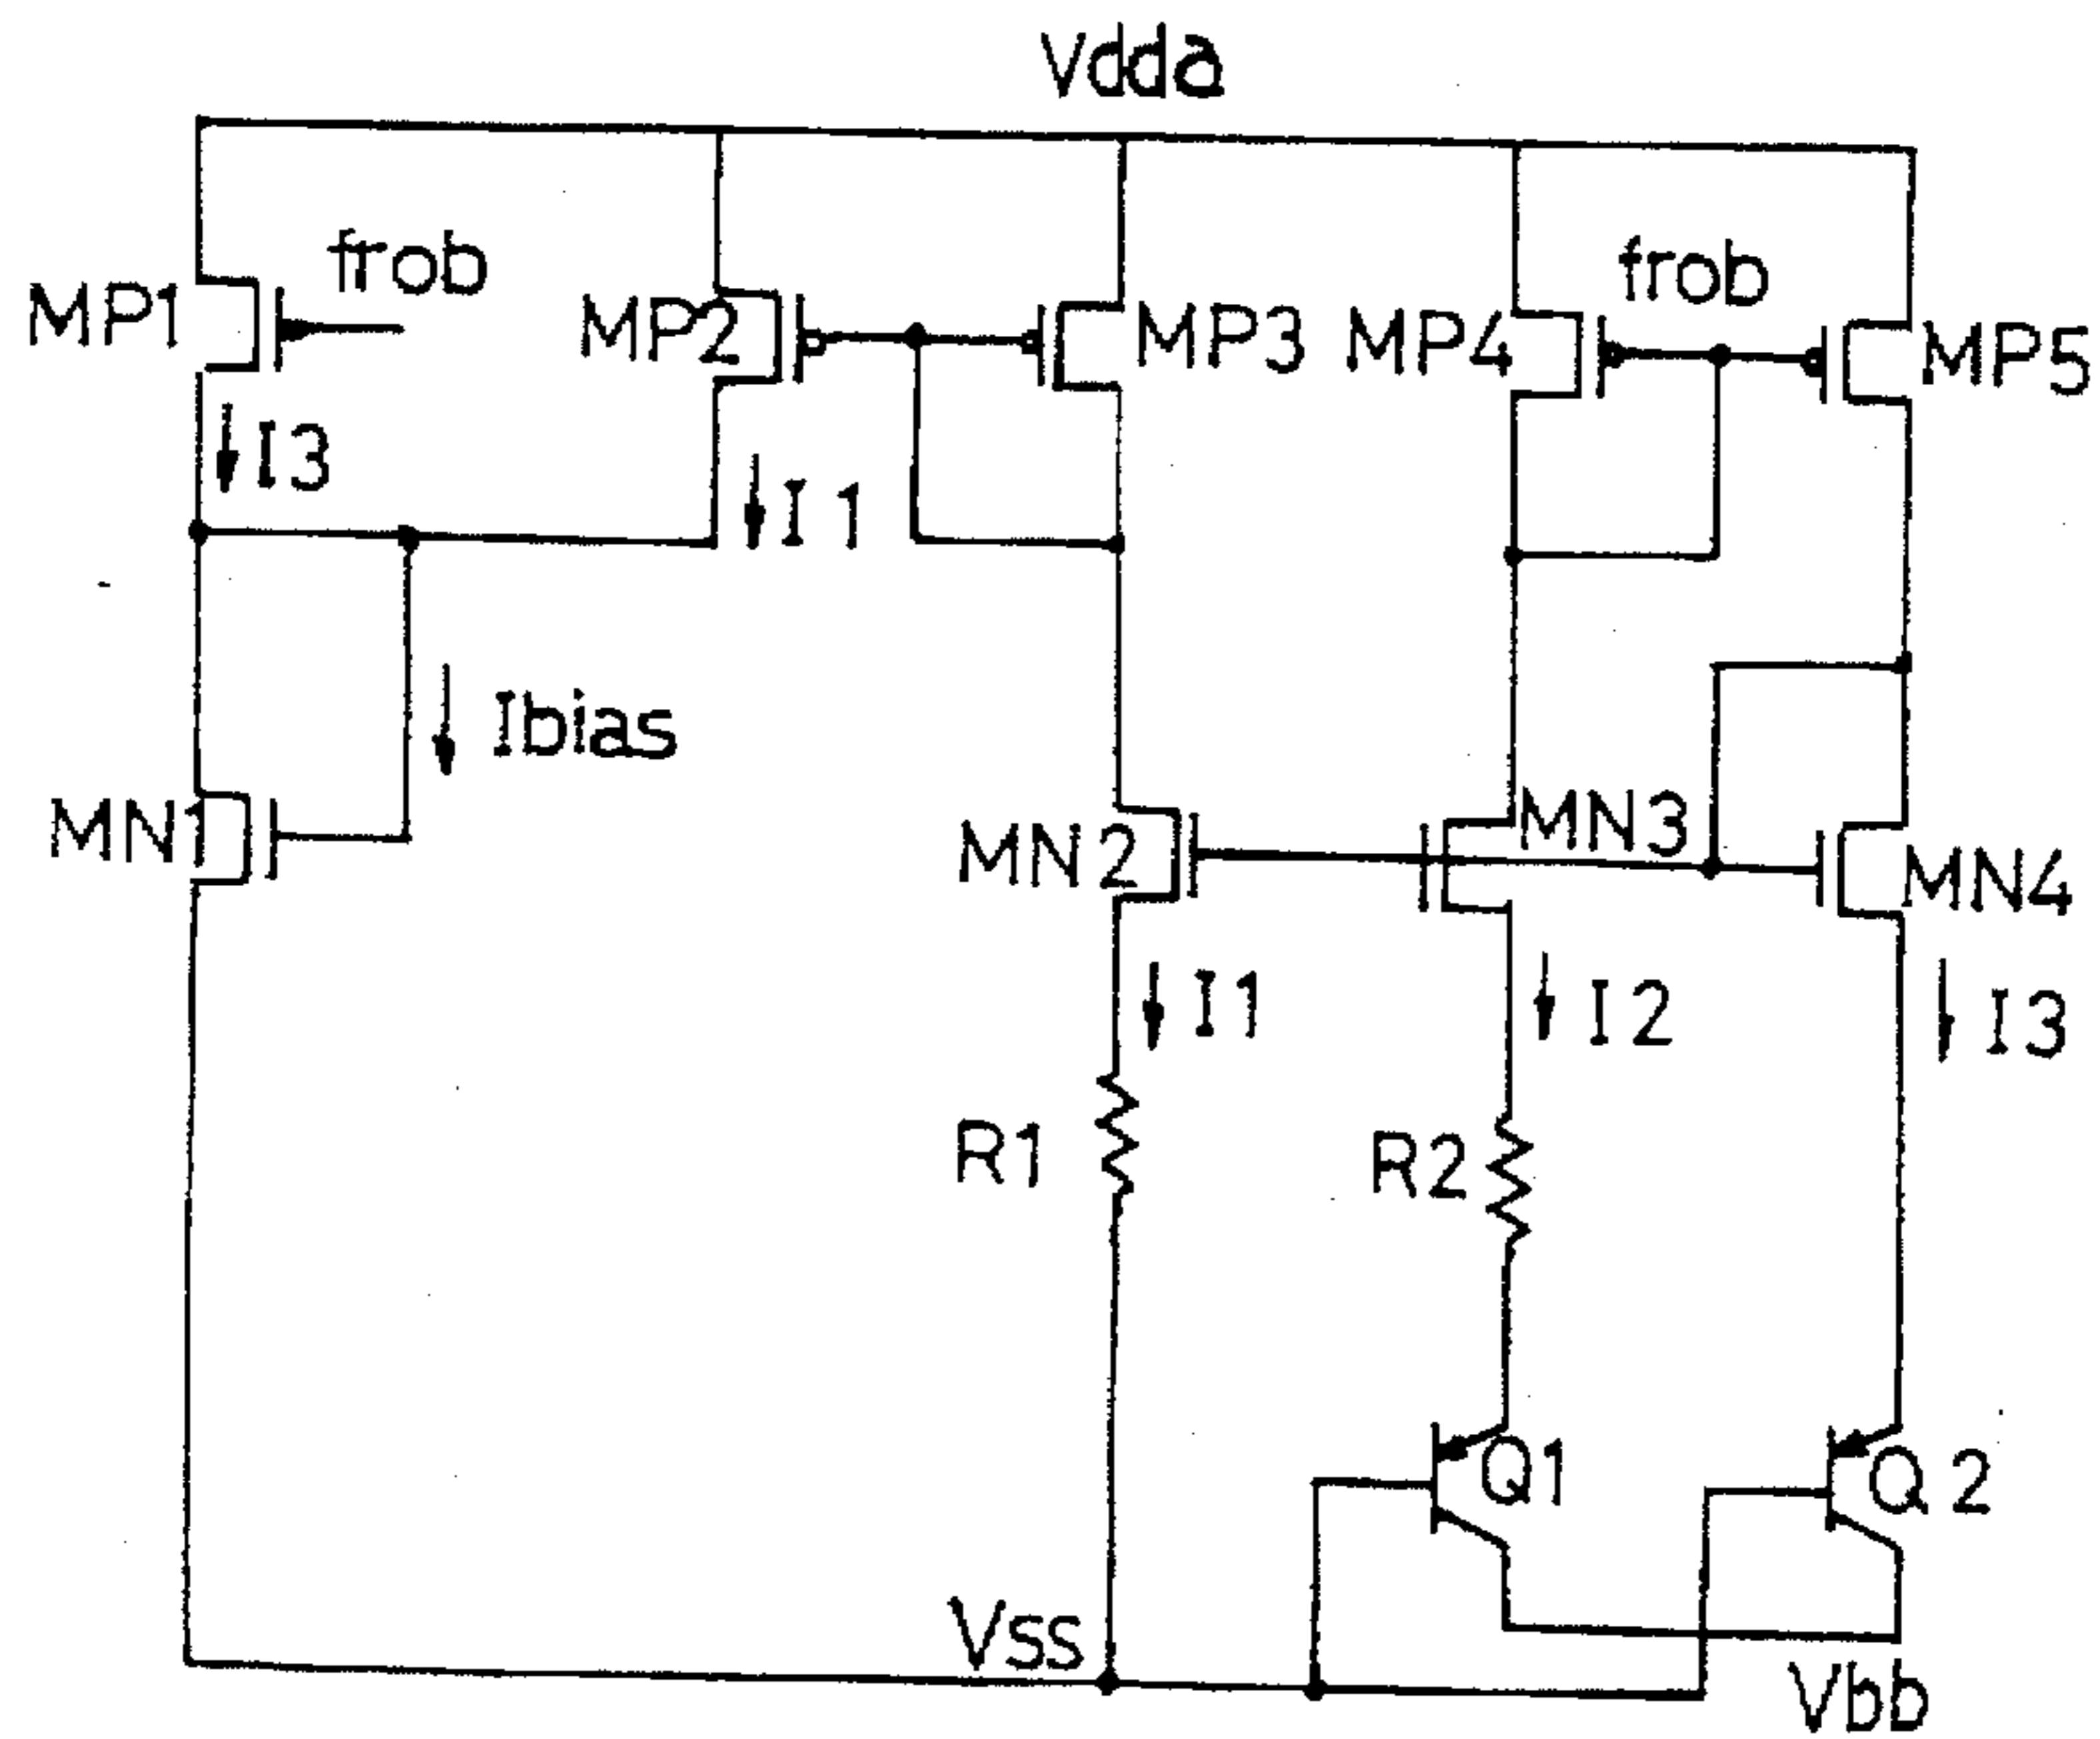 Vdda
frob
frob
MP1
MP2
MP3
MP4
MP5
I3
I1
Ibias
MN1
MN2
MN3
MN4
I1
I2
I3
R1
R2
Q1
Q2
Vss
Vbb